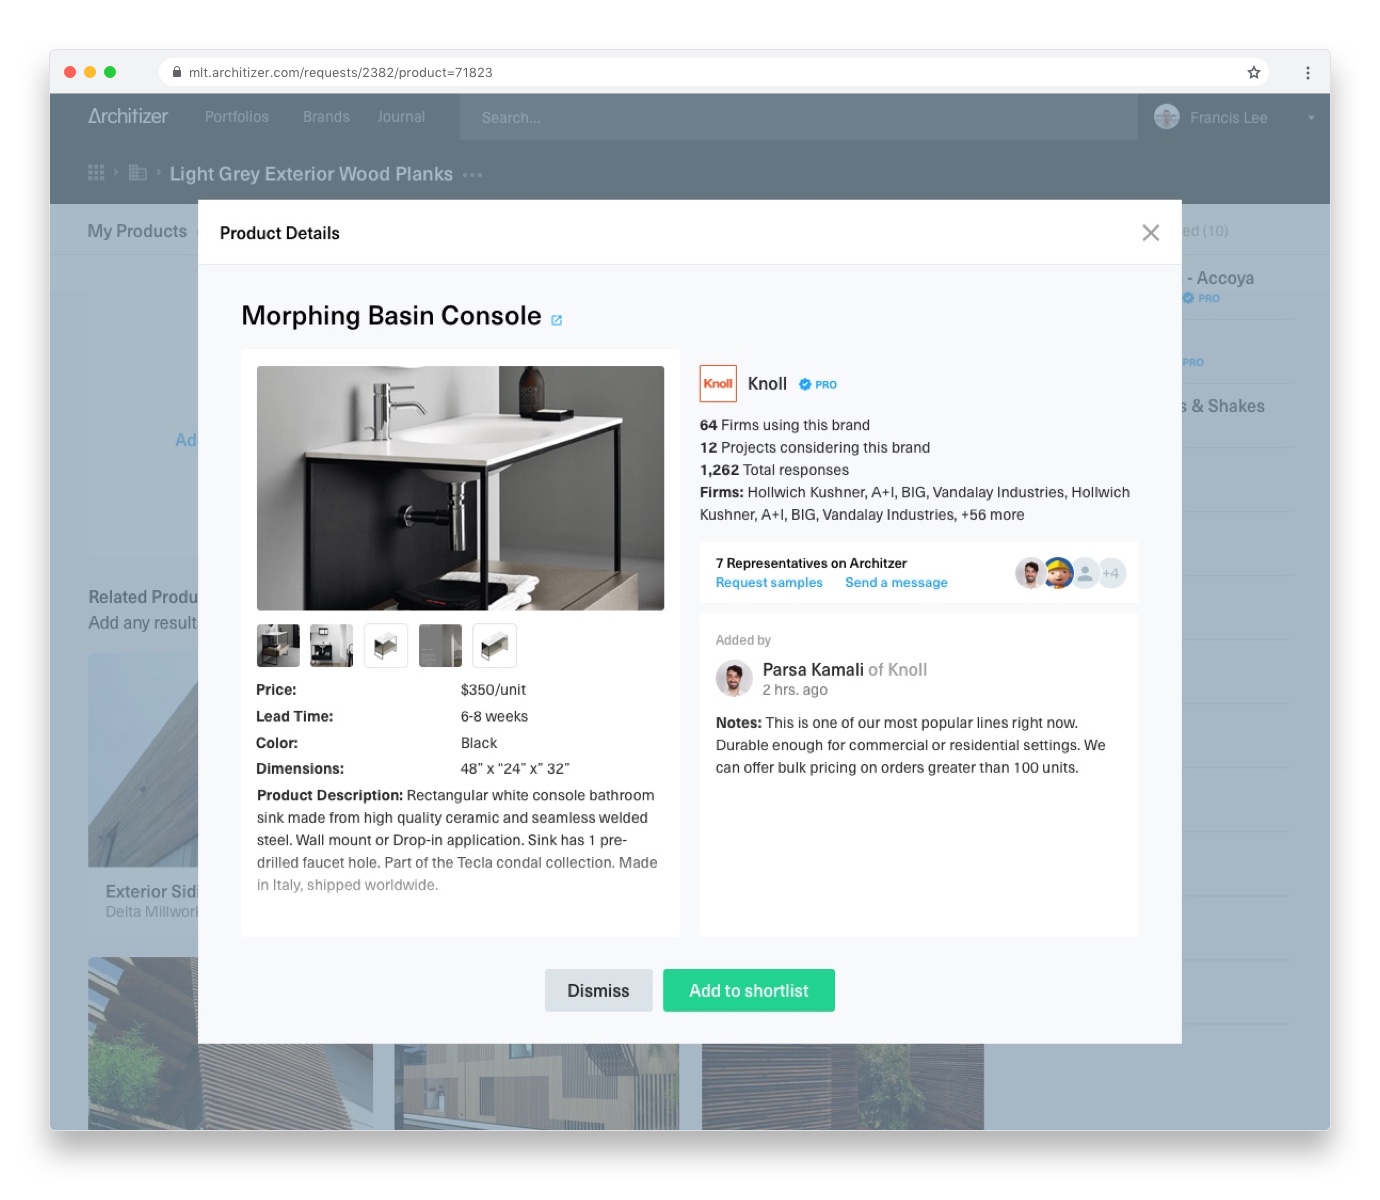 mlt.architizer.com/requests/2382/product=71823
Architizer
Portfolios
Brands
Journal
Search...
Francis Lee
Light Grey Exterior Wood Planks
My Products
ed (10)
Product Details
- Accoya
PRO
Morphing Basin Console
PRO
s & Shakes
Ad
Knoll
Knoll
PRO
64 Firms using this brand
12 Projects considering this brand
1,262 Total responses
Firms: Hollwich Kushner, A+I, BIG, Vandalay Industries, Hollwich
Kushner, A+I, BIG, Vandalay Industries, +56 more
7 Representatives on Architzer
Request samples
Send a message
+4
Related Produ
Add any result
Added by
Parsa Kamali of Knoll
2 hrs. ago
Notes: This is one of our most popular lines right now.
Durable enough for commercial or residential settings. We
can offer bulk pricing on orders greater than 100 units.
Price: $350/unit
Lead Time: 6-8 weeks
Color: Black
Dimensions: 48” x “24” x” 32”
Product Description: Rectangular white console bathroom
sink made from high quality ceramic and seamless welded
steel. Wall mount or Drop-in application. Sink has 1 pre-
drilled faucet hole. Part of the Tecla condal collection. Made
in Italy, shipped worldwide.
Exterior Sidi
Delta Millwork
Dismiss
Add to shortlist